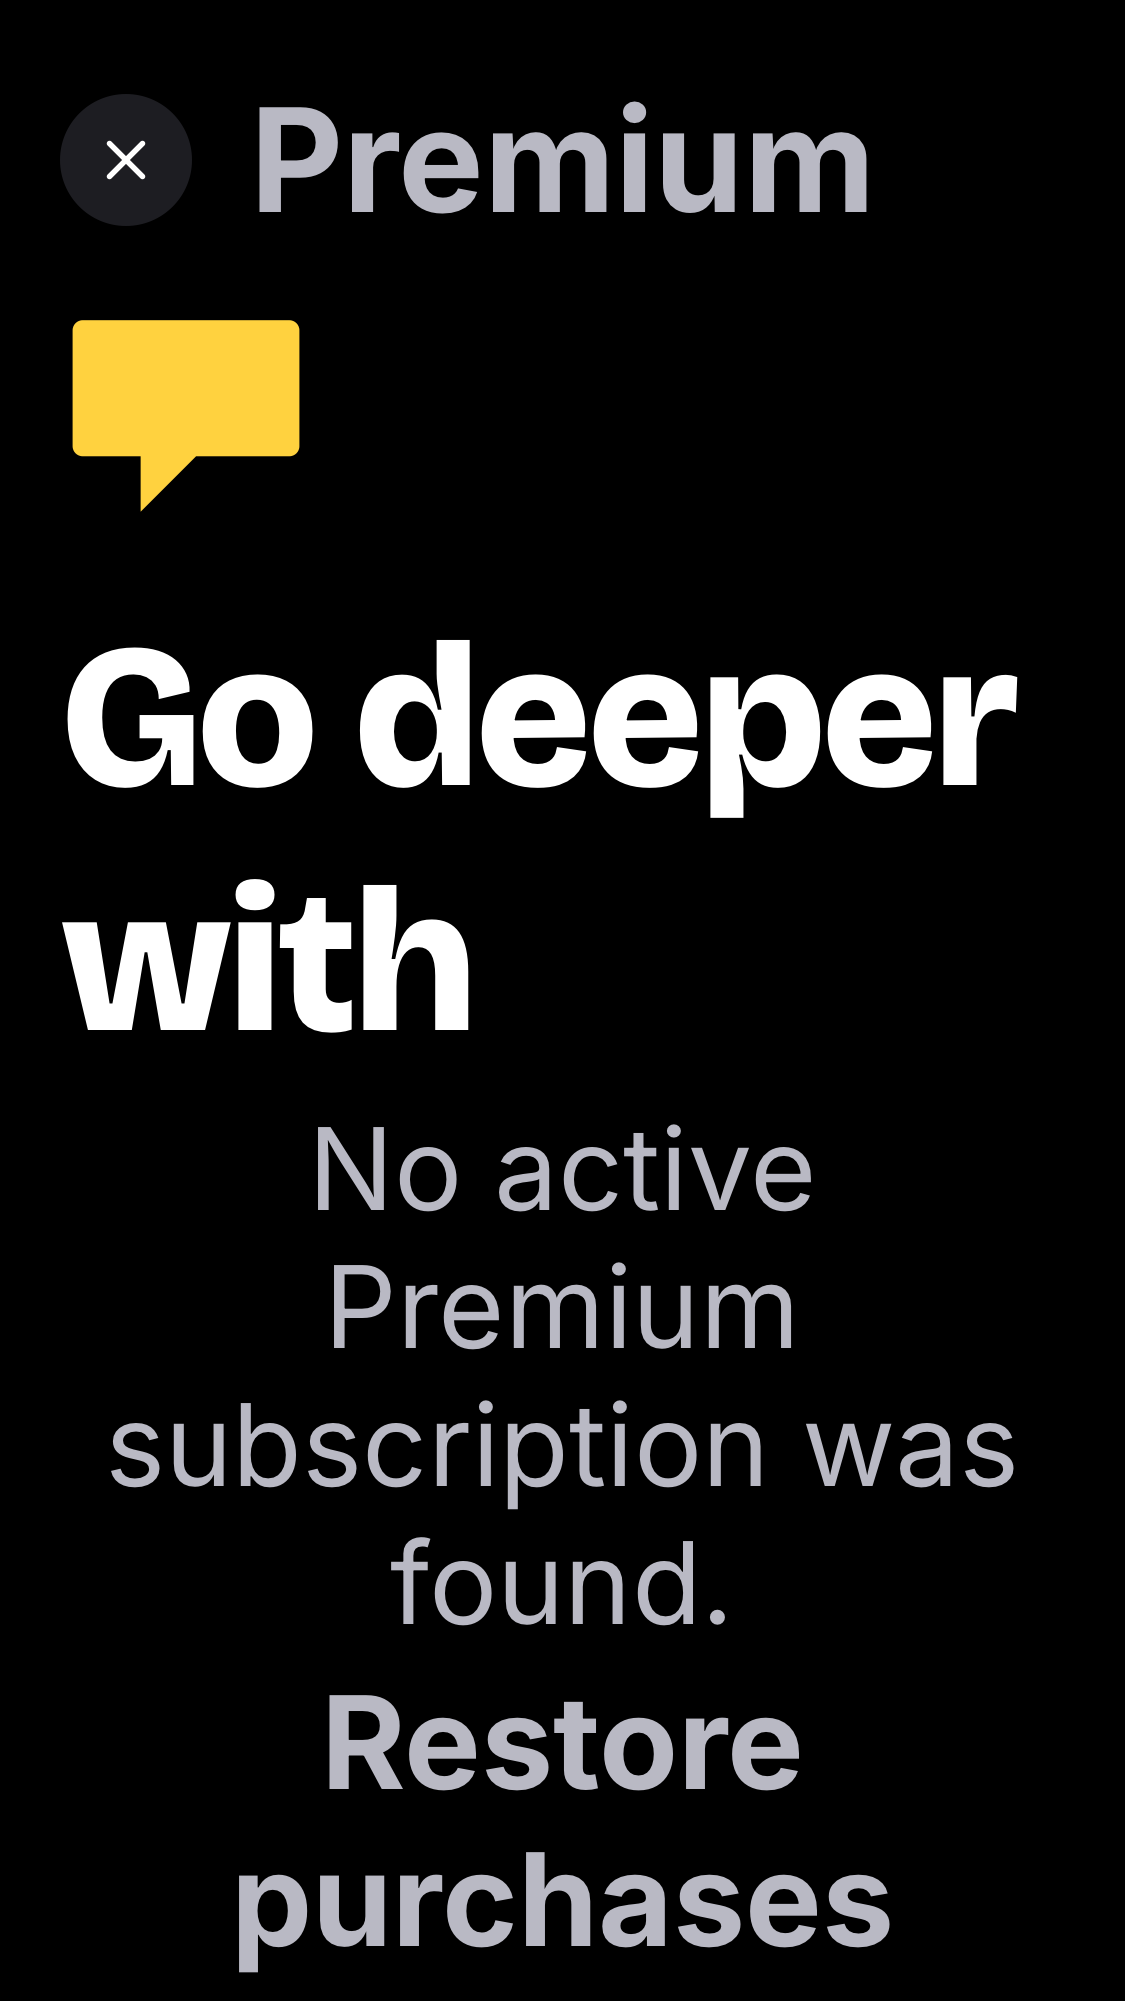 Premium
Go deeper
with
No active
Premium
subscription was
found.
Restore
purchases